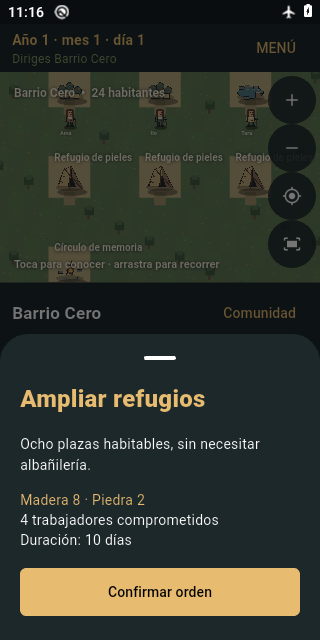 11:16
Año 1 · mes 1 · día 1
Diriges Barrio Cero
MENÚ
Barrio Cero · 24 habitantes
Refugio de pieles
Refugio de pieles
Refugio de pieles
Círculo de memoria
Toca para conocer · arrastra para recorrer
Barrio Cero
Comunidad
Ampliar refugios
Ocho plazas habitables, sin necesitar
albañilería.
Madera 8 · Piedra 2
4 trabajadores comprometidos
Duración: 10 días
Confirmar orden